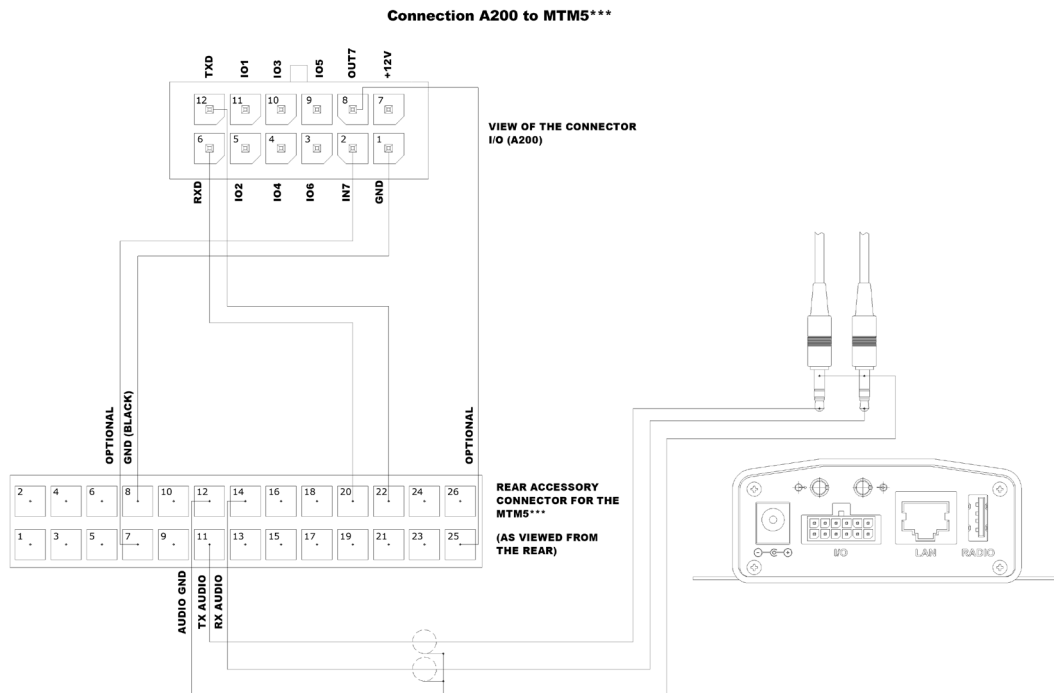 Connection A200 to MTM5***
TXD
IO1
IO3
IO5
OUT7
+12V
12 11 10 9 8 7
6 5 4 3 2 1
RXD
IO2
IO4
IO6
IN7
GND
VIEW OF THE CONNECTOR
I/O (A200)
OPTIONAL
GND (BLACK)
OPTIONAL
2 4 6 8 10 12 14 16 18 20 22 24 26
1 3 5 7 9 11 13 15 17 19 21 23 25
REAR ACCESSORY
CONNECTOR FOR THE
MTM5***
(AS VIEWED FROM
THE REAR)
AUDIO GND
TX AUDIO
RX AUDIO
I/O
LAN
RADIO